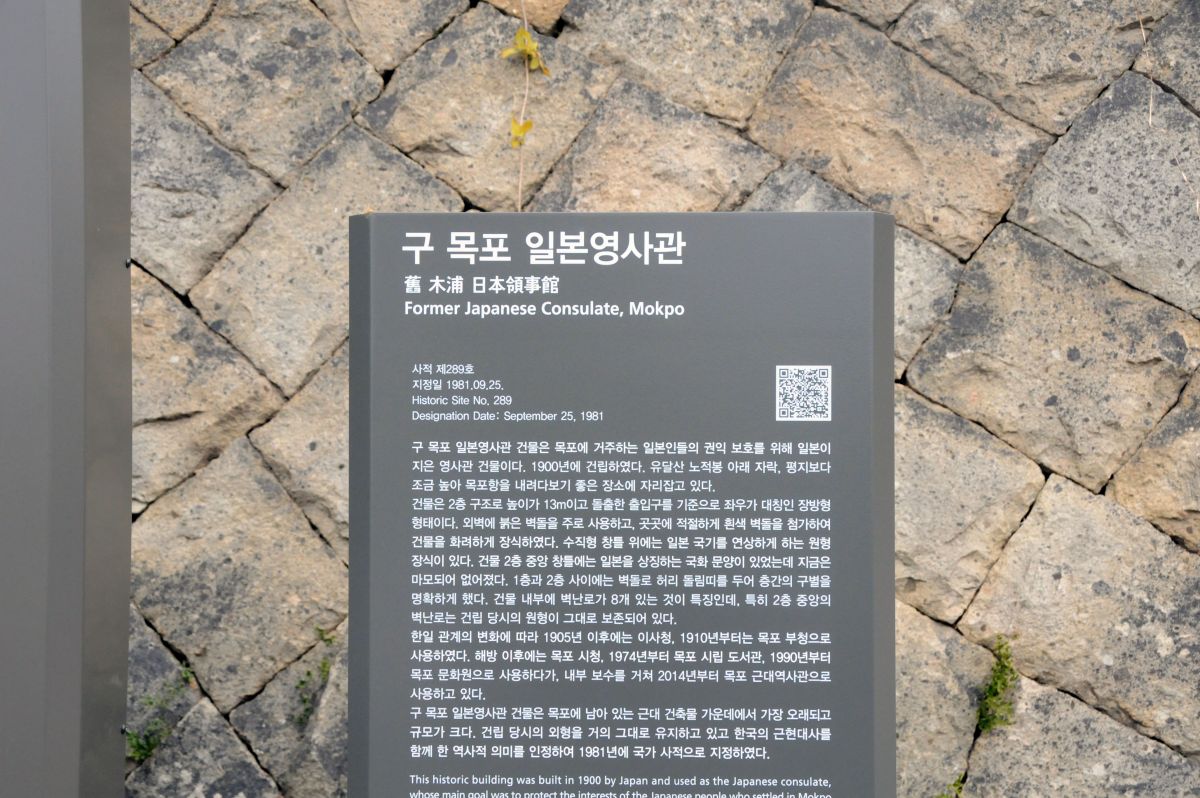 구 목포 일본영사관
舊 木浦 日本領事館
Former Japanese Consulate, Mokpo
사적 제289호
지정일 1981.09.25.
Historic Site No. 289
Designation Date: September 25, 1981
구 목포 일본영사관 건물은 목포에 거주하는 일본인들의 권익 보호를 위해 일본이
지은 영사관 건물이다. 1900년에 건립하였다. 유달산 노적봉 아래 자락, 평지보다
조금 높아 목포항을 내려다보기 좋은 장소에 자리잡고 있다.
건물은 2층 구조로 높이가 13m이고 돌출한 출입구를 기준으로 좌우가 대칭인 장방형
형태이다. 외벽에 붉은 벽돌을 주로 사용하고, 곳곳에 적절하게 흰색 벽돌을 첨가하여
건물을 화려하게 장식하였다. 수직형 창틀 위에는 일본 국기를 연상하게 하는 원형
장식이 있다. 건물 2층 중앙 창틀에는 일본을 상징하는 국화 문양이 있었는데 지금은
마모되어 없어졌다. 1층과 2층 사이에는 벽돌로 허리 돌림띠를 두어 층간의 구별을
명확하게 했다. 건물 내부에 벽난로가 8개 있는 것이 특징인데, 특히 2층 중앙의
벽난로는 건립 당시의 원형이 그대로 보존되어 있다.
한일 관계의 변화에 따라 1905년 이후에는 이사청, 1910년부터는 목포 부청으로
사용하였다. 해방 이후에는 목포 시청, 1974년부터 목포 시립 도서관, 1990년부터
목포 문화원으로 사용하다가, 내부 보수를 거쳐 2014년부터 목포 근대역사관으로
사용하고 있다.
구 목포 일본영사관 건물은 목포에 남아 있는 근대 건축물 가운데에서 가장 오래되고
규모가 크다. 건립 당시의 외형을 거의 그대로 유지하고 있고 한국의 근현대사를
함께 한 역사적 의미를 인정하여 1981년에 국가 사적으로 지정하였다.
This historic building was built in 1900 by Japan and used as the Japanese consulate,
whose main goal was to protect the interests of the Japanese people who settled in Mokpo